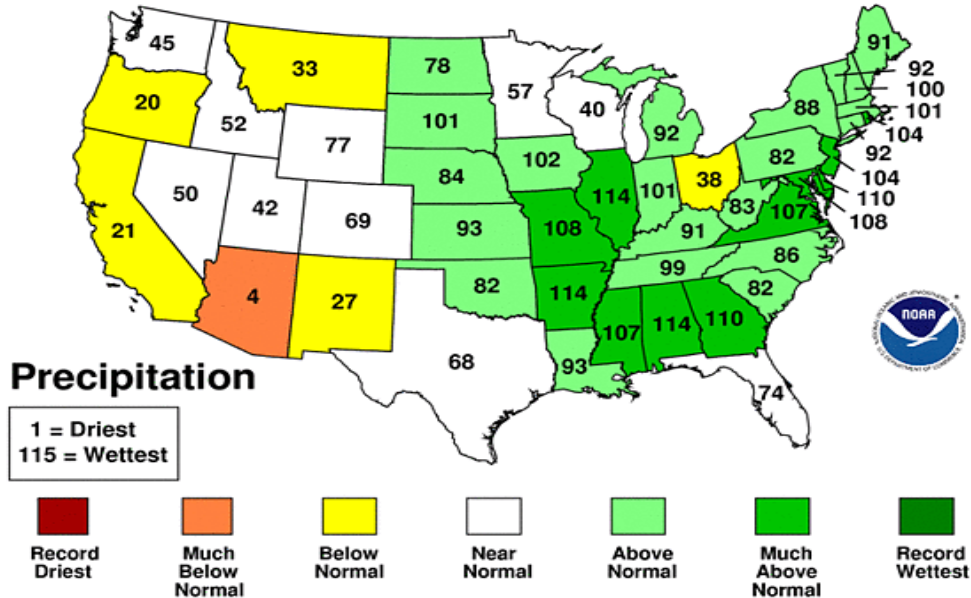 45
33
78
57
91
20
52
77
101
40
92
88
92
100
101
104
92
104
110
108
50
42
69
84
102
114
101
38
82
83
107
21
93
108
91
99
86
4
27
82
114
82
107
114
110
68
93
74
NOAA
Precipitation
1 = Driest
115 = Wettest
Record
Driest
Much
Below
Normal
Below
Normal
Near
Normal
Above
Normal
Much
Above
Normal
Record
Wettest